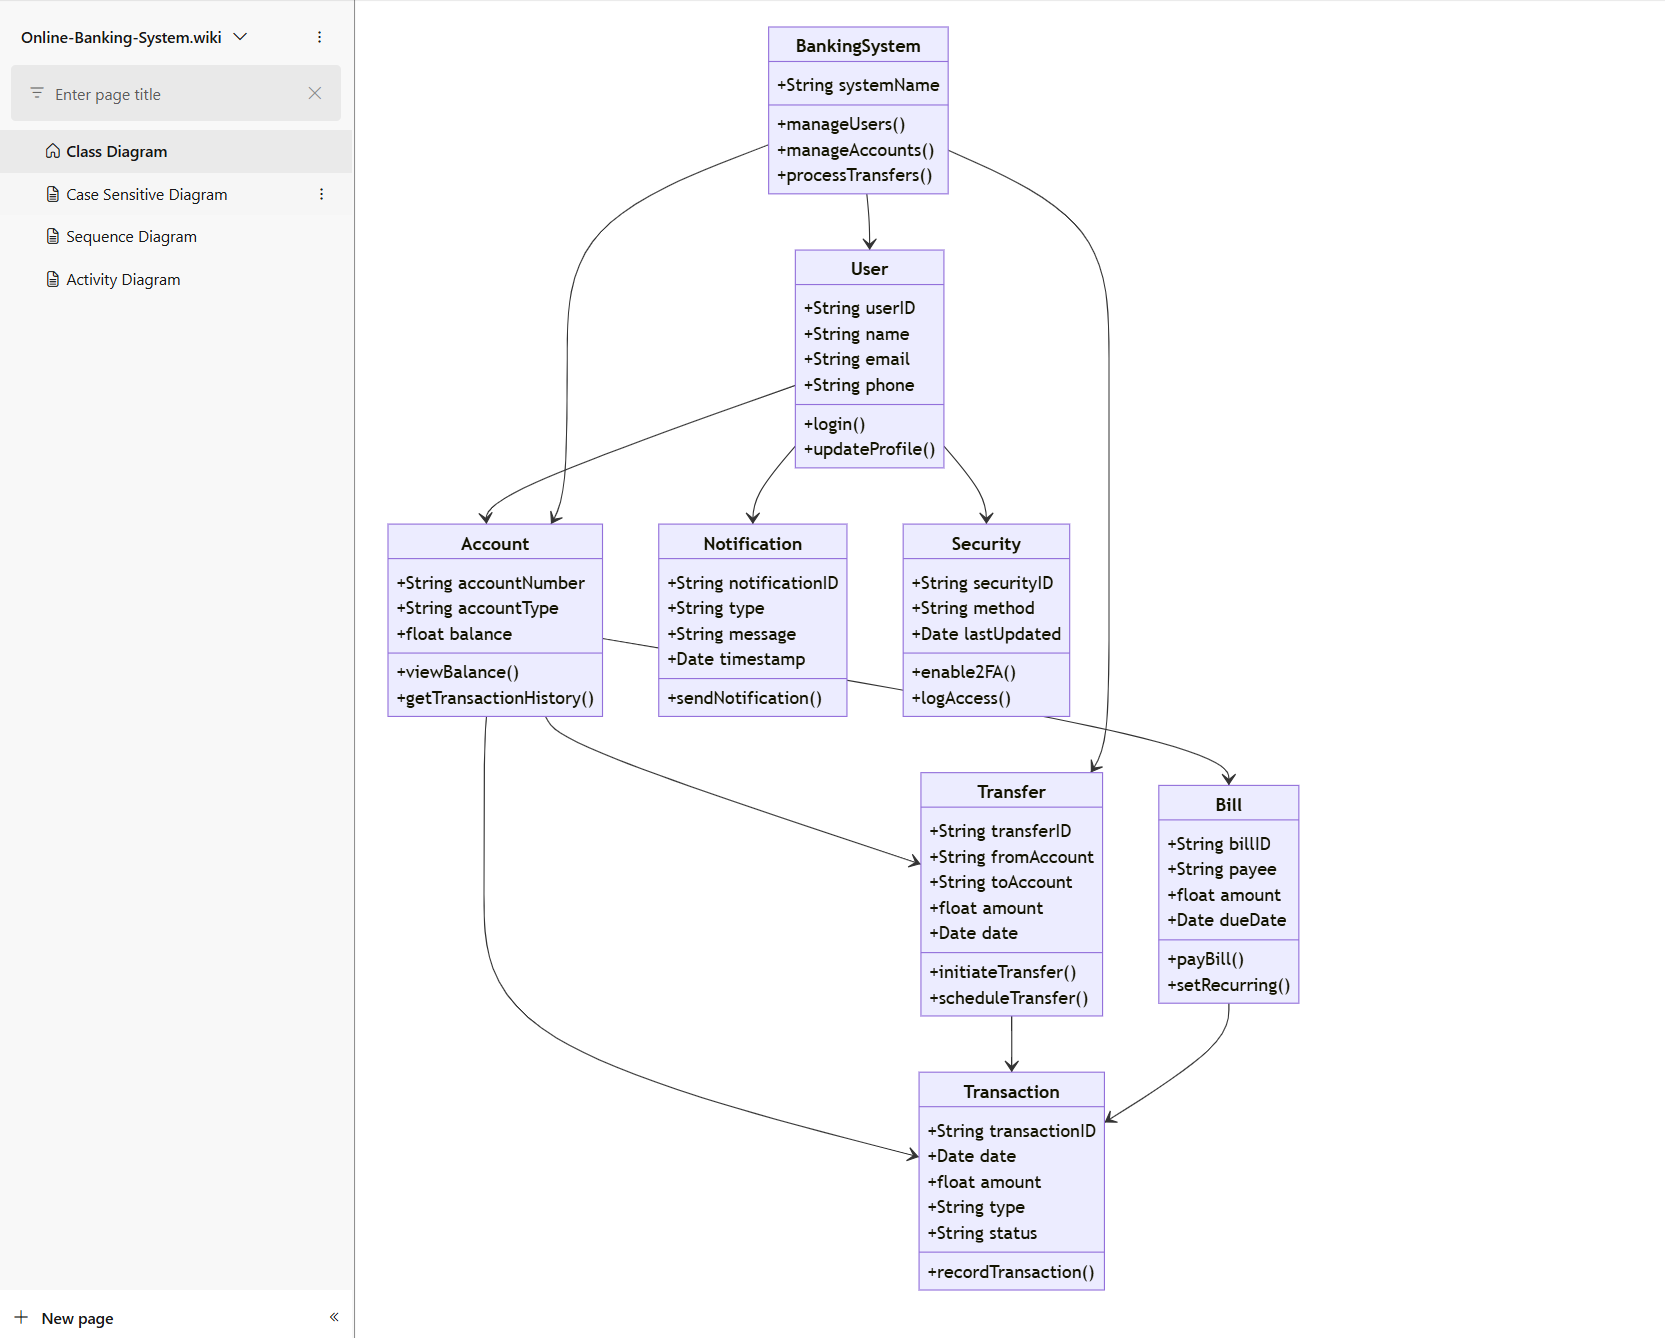 Online-Banking-System.wiki
Enter page title
Class Diagram
Case Sensitive Diagram
Sequence Diagram
Activity Diagram
New page
BankingSystem
+String systemName
+manageUsers()
+manageAccounts()
+processTransfers()
User
+String userID
+String name
+String email
+String phone
+login()
+updateProfile()
Account
+String accountNumber
+String accountType
+float balance
+viewBalance()
+getTransactionHistory()
Notification
+String notificationID
+String type
+String message
+Date timestamp
+sendNotification()
Security
+String securityID
+String method
+Date lastUpdated
+enable2FA()
+logAccess()
Transfer
+String transferID
+String fromAccount
+String toAccount
+float amount
+Date date
+initiateTransfer()
+scheduleTransfer()
Bill
+String billID
+String payee
+float amount
+Date dueDate
+payBill()
+setRecurring()
Transaction
+String transactionID
+Date date
+float amount
+String type
+String status
+recordTransaction()